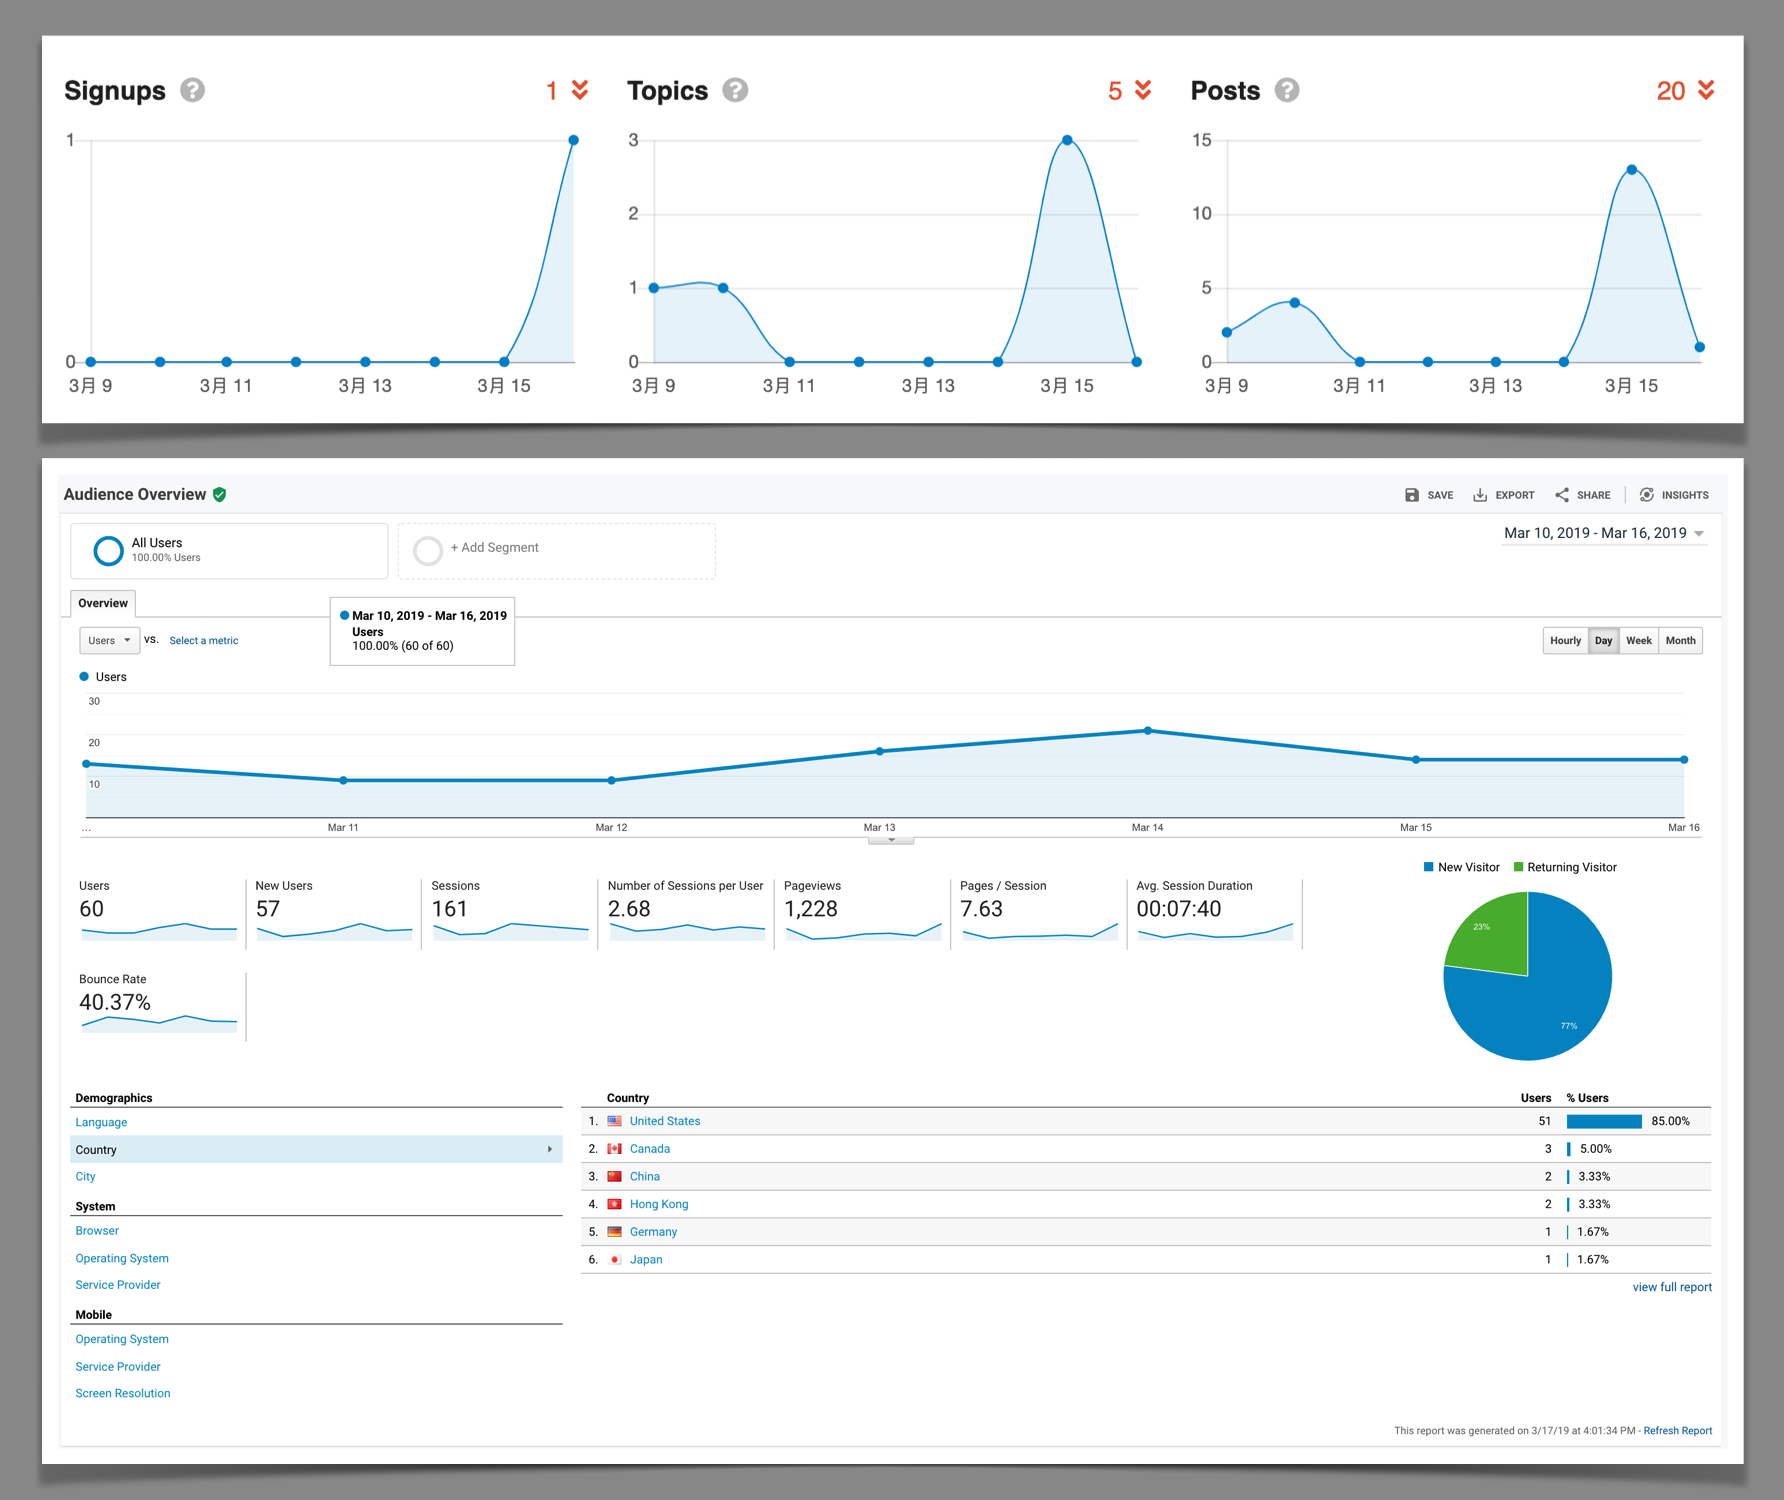 Signups ? 1
1
0
3月 9 3月 11 3月 13 3月 15
Topics ? 5
3
2
1
0
3月 9 3月 11 3月 13 3月 15
Posts ? 20
15
10
5
0
3月 9 3月 11 3月 13 3月 15
Audience Overview
SAVE EXPORT SHARE INSIGHTS
All Users
100.00% Users
+ Add Segment
Mar 10, 2019 - Mar 16, 2019
Overview
Mar 10, 2019 - Mar 16, 2019
Users
100.00% (60 of 60)
Users VS. Select a metric
Hourly Day Week Month
Users
30
20
10
... Mar 11 Mar 12 Mar 13 Mar 14 Mar 15 Mar 16
New Visitor Returning Visitor
23%
77%
Users
60
New Users
57
Sessions
161
Number of Sessions per User
2.68
Pageviews
1,228
Pages / Session
7.63
Avg. Session Duration
00:07:40
Bounce Rate
40.37%
Demographics
Language
Country
City
System
Browser
Operating System
Service Provider
Mobile
Operating System
Service Provider
Screen Resolution
Country Users % Users
1. United States 51 85.00%
2. Canada 3 5.00%
3. China 2 3.33%
4. Hong Kong 2 3.33%
5. Germany 1 1.67%
6. Japan 1 1.67%
view full report
This report was generated on 3/17/19 at 4:01:34 PM - Refresh Report